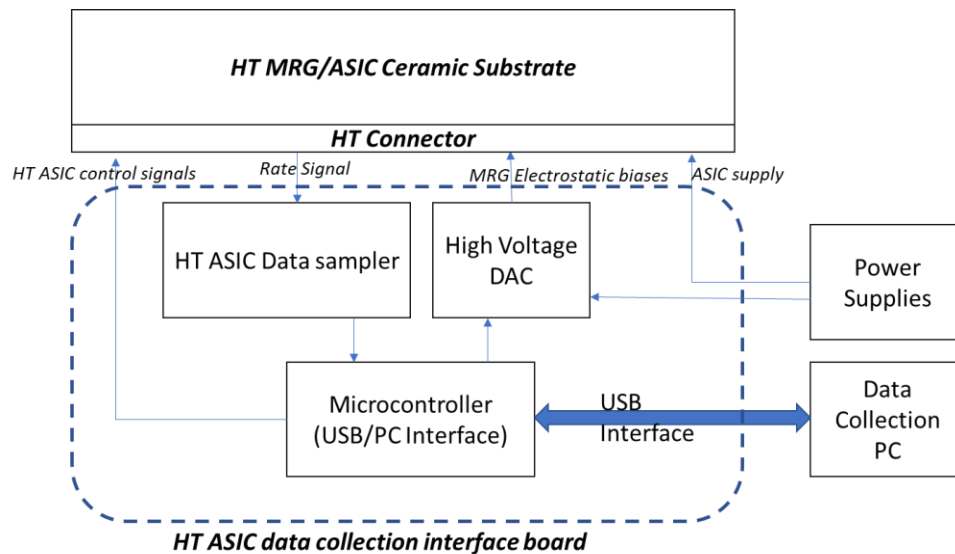 HT MRG/ASIC Ceramic Substrate
HT Connector
HT ASIC control signals
Rate Signal
MRG Electrostatic biases
ASIC supply
HT ASIC Data sampler
High Voltage
DAC
Power
Supplies
Microcontroller
(USB/PC Interface)
USB
Interface
Data
Collection
PC
HT ASIC data collection interface board